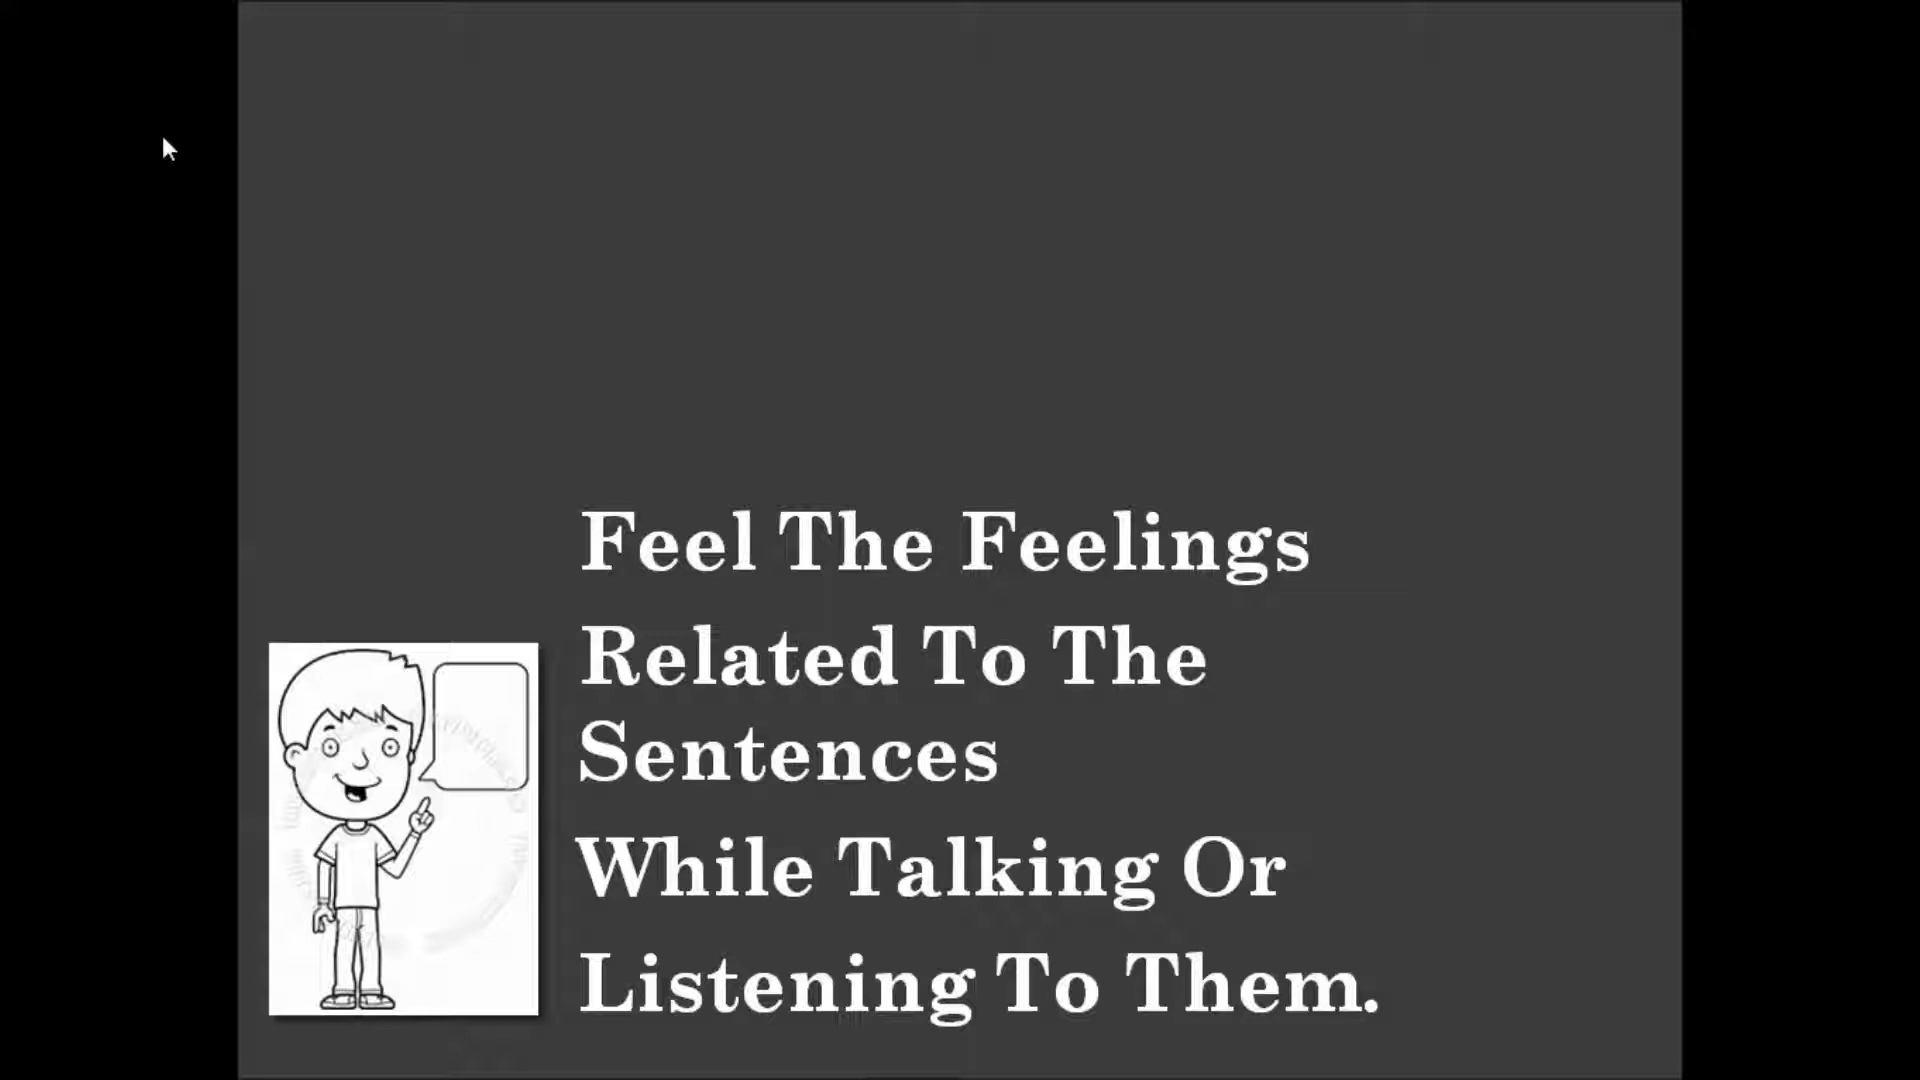 Feel The Feelings
Related To The
Sentences
While Talking Or
Listening To Them.